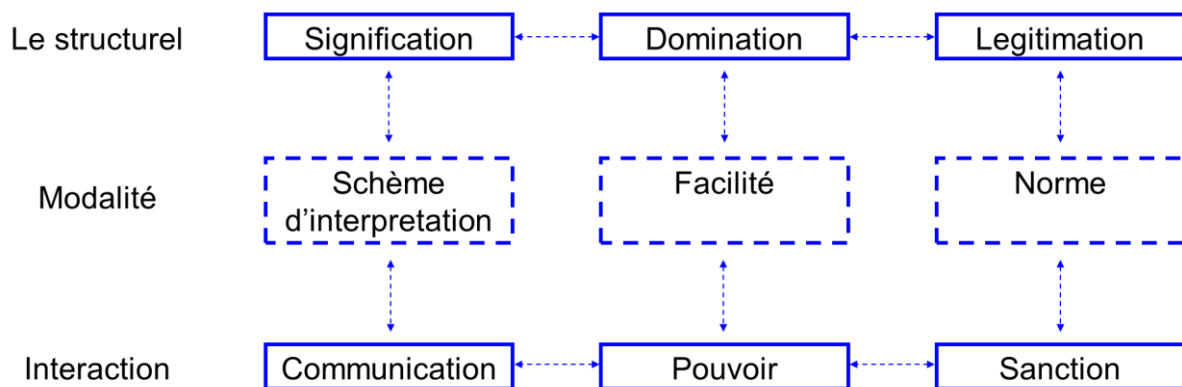 Le structurel Signification Domination Legitimation
Modalité Schème Facilité Norme
d'interpretation
Interaction Communication Pouvoir Sanction